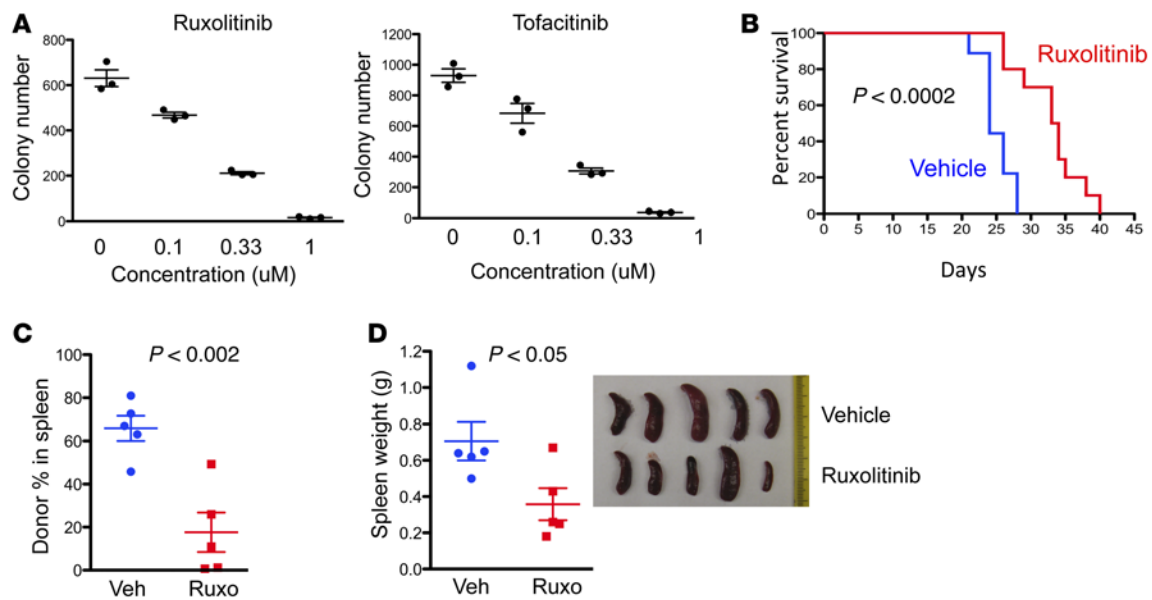 A
Ruxolitinib
Colony number
800
600
400
200
0
0 0.1 0.33 1
Concentration (uM)
Tofacitinib
Colony number
1200
1000
800
600
400
200
0
0 0.1 0.33 1
Concentration (uM)
B
Percent survival
100
80
60
40
20
0
Ruxolitinib
P < 0.0002
Vehicle
0 5 10 15 20 25 30 35 40 45
Days
C
P < 0.002
Donor % in spleen
100
80
60
40
20
0
Veh Ruxo
D
P < 0.05
Spleen weight (g)
1.2
1.0
0.8
0.6
0.4
0.2
0.0
Veh Ruxo
Vehicle
Ruxolitinib